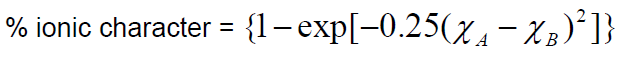 % ionic character = {1−exp[−0.25(χ_A − χ_B)²]}